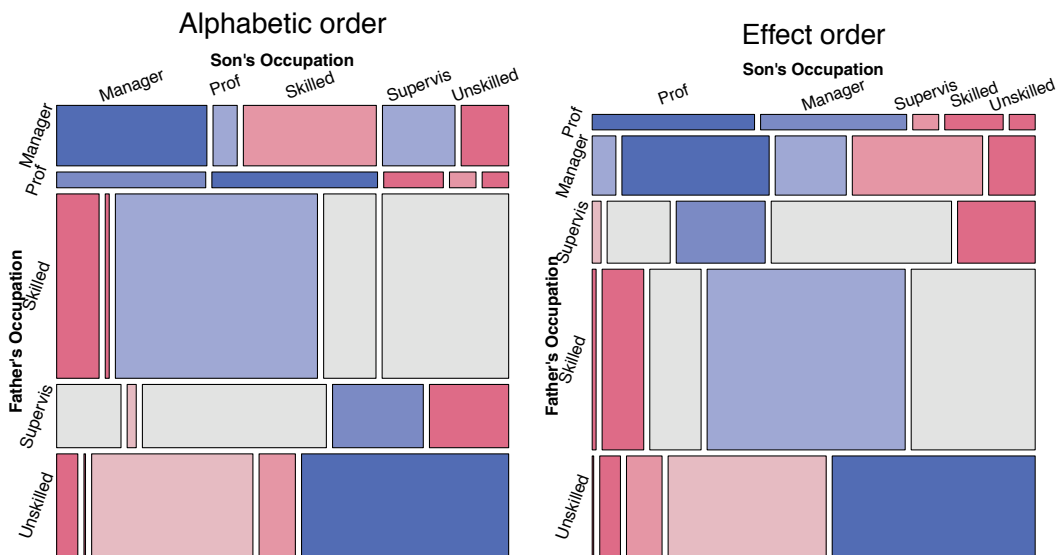 Alphabetic order
Son's Occupation
Manager Prof Skilled Supervis Unskilled
Father's Occupation
Manager
Prof
Skilled
Supervis
Unskilled
Effect order
Son's Occupation
Prof Manager Supervis Skilled Unskilled
Father's Occupation
Prof
Manager
Supervis
Skilled
Unskilled